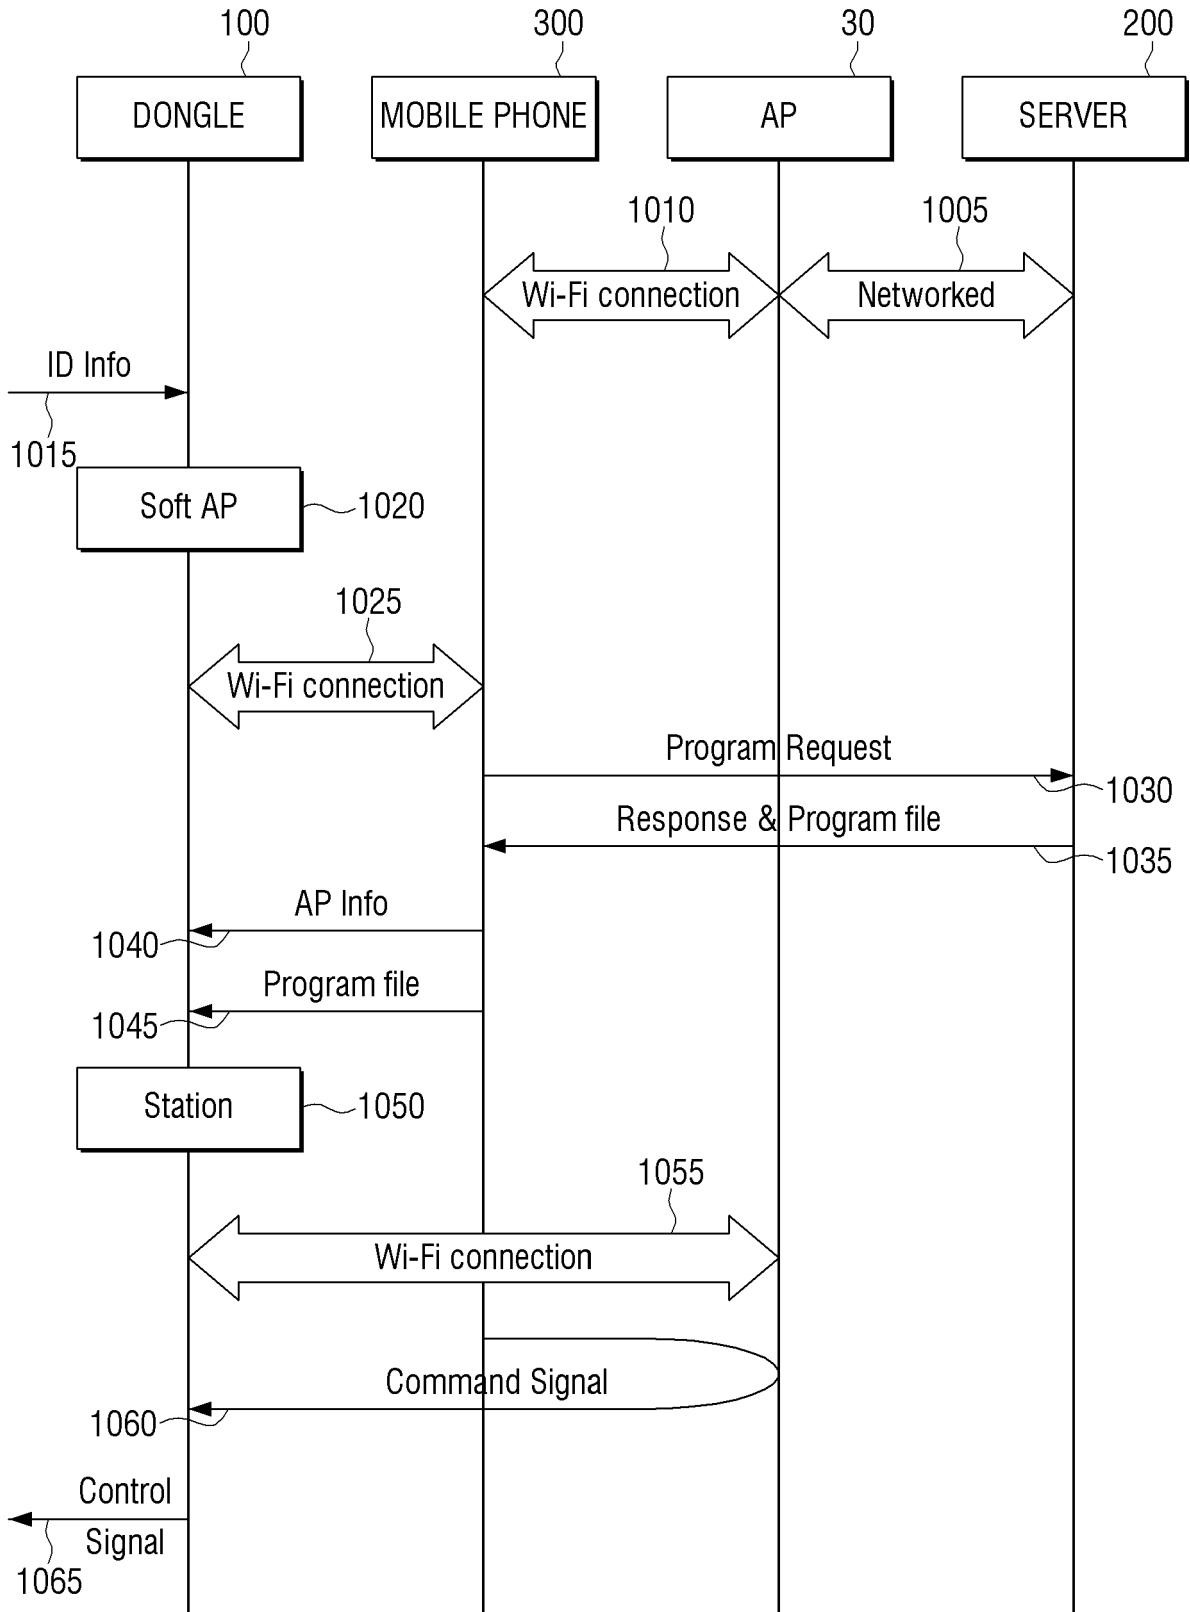 100
300
30
200
DONGLE
MOBILE PHONE
AP
SERVER
1010
1005
Wi-Fi connection
Networked
ID Info
1015
Soft AP
1020
1025
Wi-Fi connection
Program Request
1030
Response & Program file
1035
AP Info
1040
Program file
1045
Station
1050
1055
Wi-Fi connection
Command Signal
1060
Control
Signal
1065